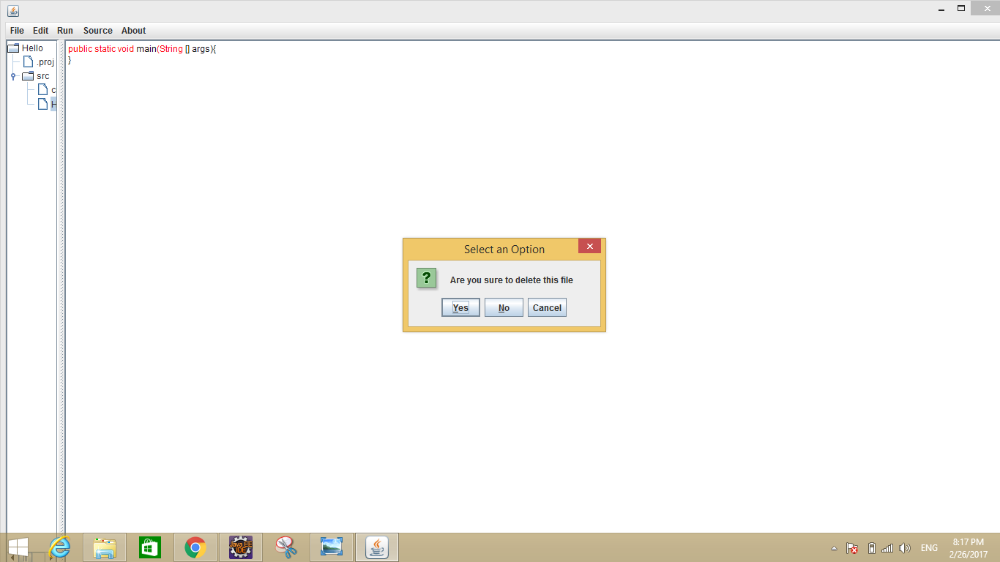 File Edit Run Source About
Hello
.proj
src
c
H
public static void main(String [] args){
}
Select an Option
? Are you sure to delete this file
Yes No Cancel
Java EE
IDE
ENG
8:17 PM
2/26/2017